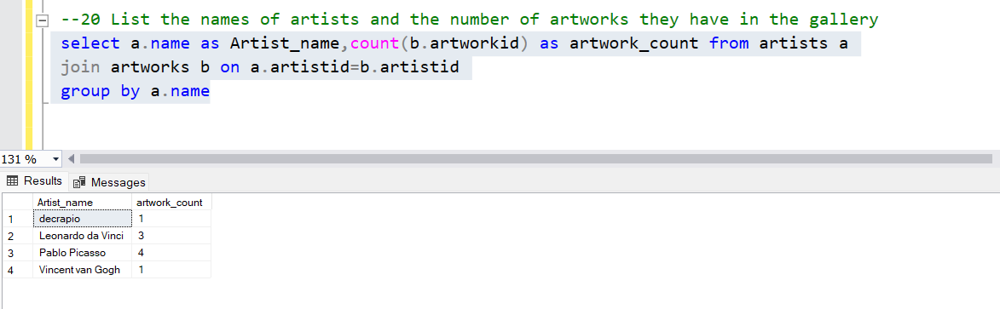 --20 List the names of artists and the number of artworks they have in the gallery
select a.name as Artist_name,count(b.artworkid) as artwork_count from artists a
join artworks b on a.artistid=b.artistid
group by a.name
131 %
Results Messages
Artist_name artwork_count
1 decrapio 1
2 Leonardo da Vinci 3
3 Pablo Picasso 4
4 Vincent van Gogh 1